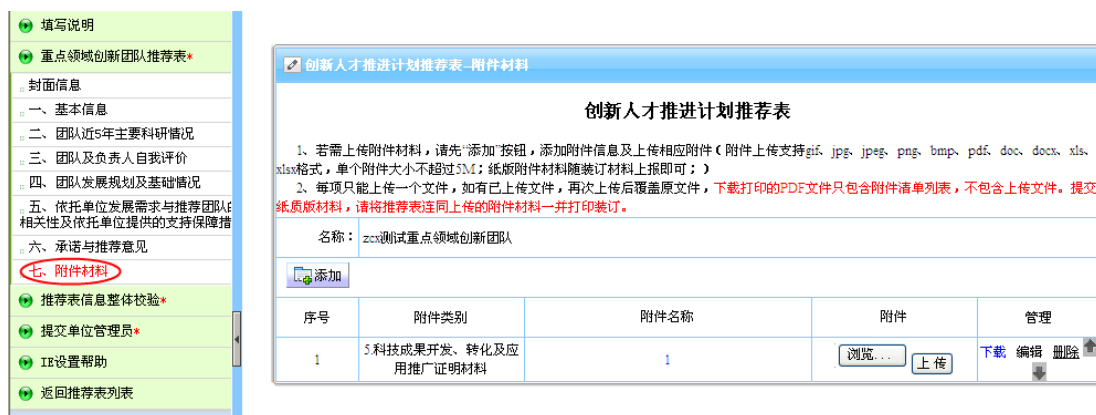 填写说明
重点领域创新团队推荐表*
封面信息
一、基本信息
二、团队近5年主要科研情况
三、团队及负责人自我评价
四、团队发展规划及基础情况
五、依托单位发展需求与推荐团队
相关性及依托单位提供的支持保障措
六、承诺与推荐意见
七、附件材料
推荐表信息整体校验*
提交单位管理员*
IE设置帮助
返回推荐表列表
创新人才推进计划推荐表--附件材料
创新人才推进计划推荐表
1、若需上传附件材料，请先“添加”按钮，添加附件信息及上传相应附件（附件上传支持gif、jpg、jpeg、png、bmp、pdf、doc、docx、xls、
xlsx格式，单个附件大小不超过5M；纸版附件材料随装订材料上报即可；）
2、每项只能上传一个文件，如有已上传文件，再次上传后覆盖原文件，下载打印的PDF文件只包含附件清单列表，不包含上传文件。提交
纸质版材料，请将推荐表连同上传的附件材料一并打印装订。
名称： zcx测试重点领域创新团队
添加
序号 附件类别 附件名称 附件 管理
1 5.科技成果开发、转化及应用推广证明材料 1 浏览... 上传 下载 编辑 删除